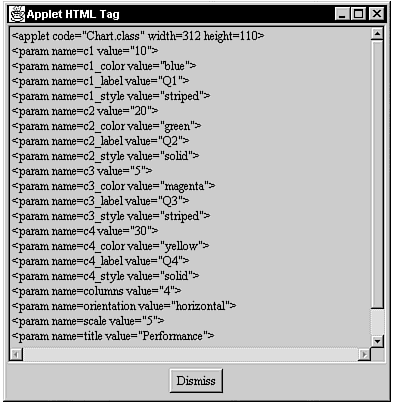 Applet HTML Tag
<applet code="Chart.class" width=312 height=110>
<param name=c1 value="10">
<param name=c1_color value="blue">
<param name=c1_label value="Q1">
<param name=c1_style value="striped">
<param name=c2 value="20">
<param name=c2_color value="green">
<param name=c2_label value="Q2">
<param name=c2_style value="solid">
<param name=c3 value="5">
<param name=c3_color value="magenta">
<param name=c3_label value="Q3">
<param name=c3_style value="striped">
<param name=c4 value="30">
<param name=c4_color value="yellow">
<param name=c4_label value="Q4">
<param name=c4_style value="solid">
<param name=columns value="4">
<param name=orientation value="horizontal">
<param name=scale value="5">
<param name=title value="Performance">
Dismiss